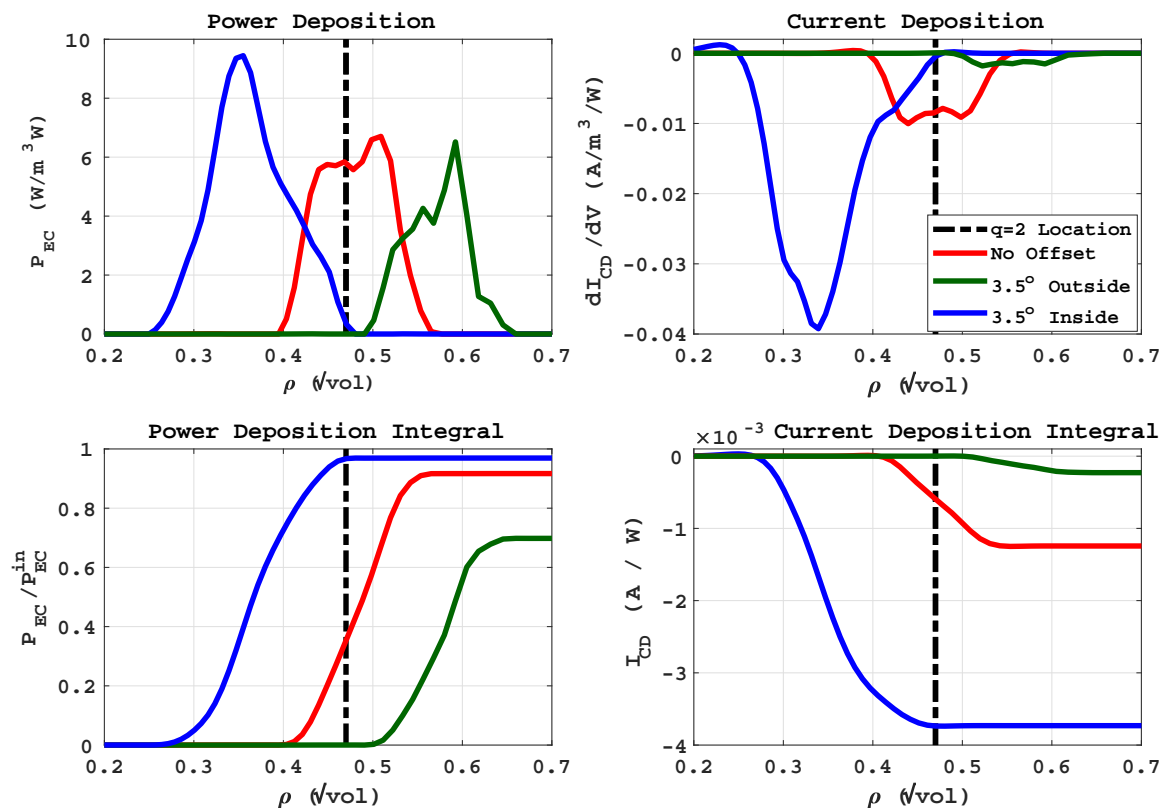 Power Deposition
10
8
6
4
2
0
P_EC (W/m^3W)
0.2 0.3 0.4 0.5 0.6 0.7
ρ (√vol)
Current Deposition
0
-0.01
-0.02
-0.03
-0.04
dI_CD/dV (A/m^3/W)
q=2 Location
No Offset
3.5° Outside
3.5° Inside
0.2 0.3 0.4 0.5 0.6 0.7
ρ (√vol)
Power Deposition Integral
1
0.8
0.6
0.4
0.2
0
P_EC/P_EC^in
0.2 0.3 0.4 0.5 0.6 0.7
ρ (√vol)
×10^-3 Current Deposition Integral
0
-1
-2
-3
-4
I_CD (A / W)
0.2 0.3 0.4 0.5 0.6 0.7
ρ (√vol)